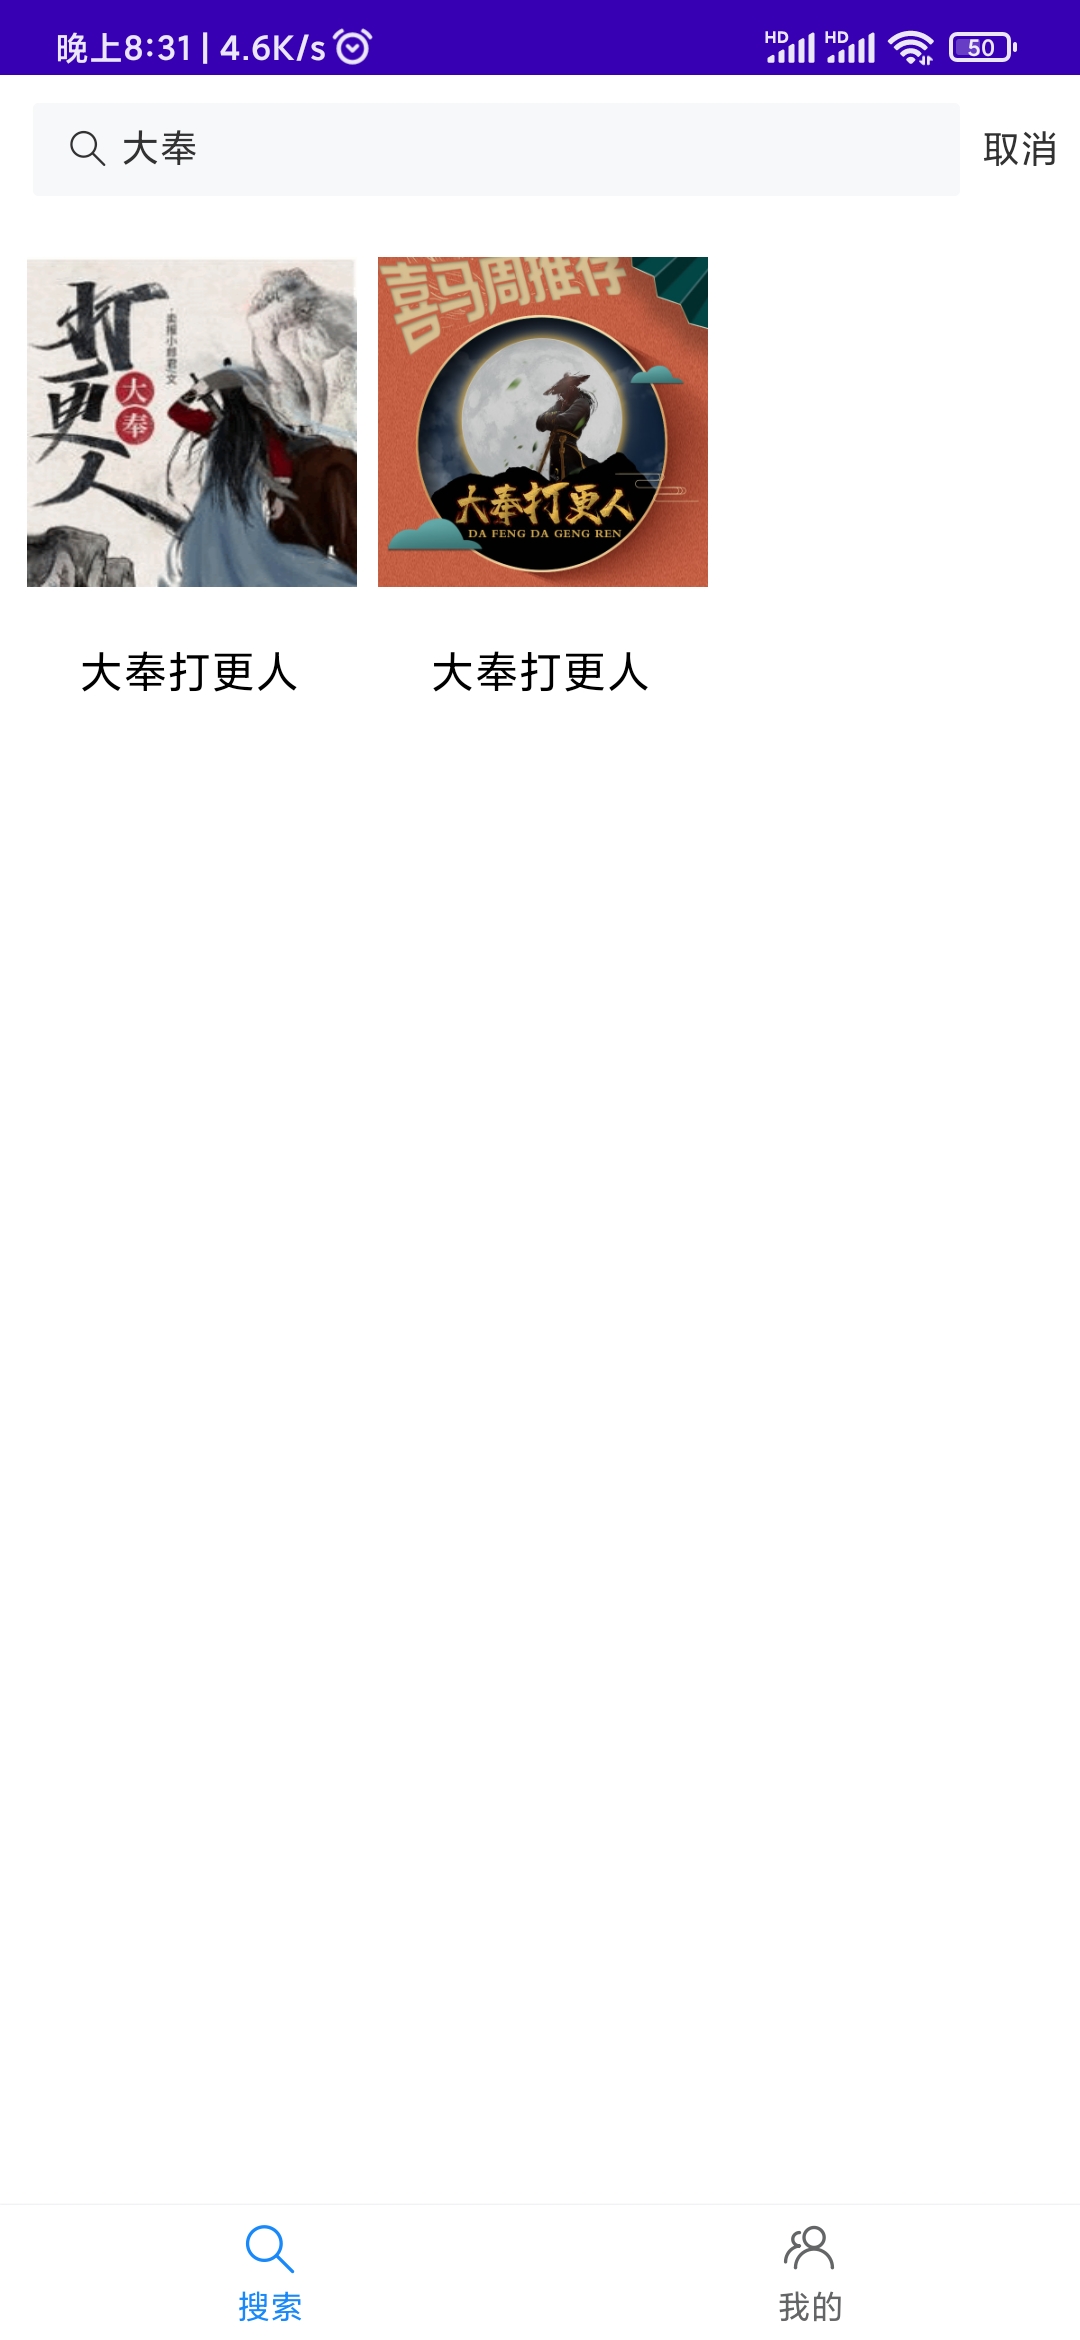 晚上8:31 | 4.6K/s
HD HD 50
大奉
取消
打更人
大奉
·卖报小郎君/文
喜马周推荐
大奉打更人
DA FENG DA GENG REN
大奉打更人
大奉打更人
搜索
我的